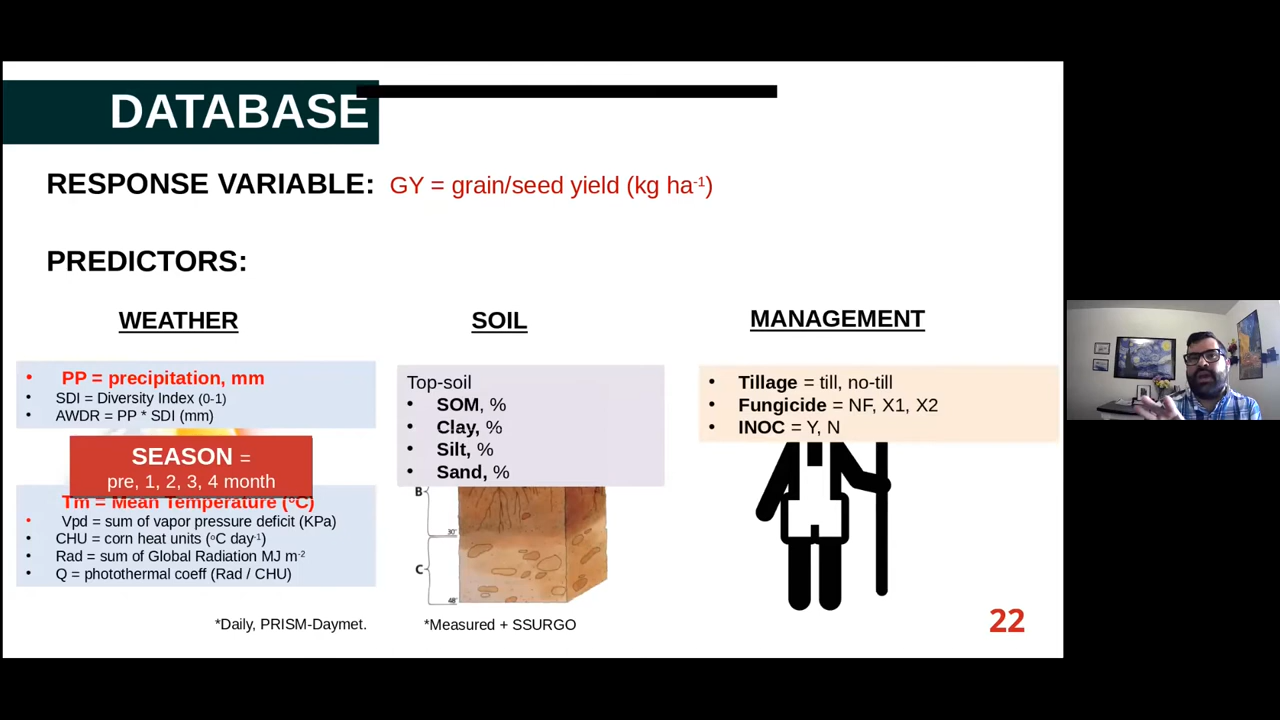 DATABASE
RESPONSE VARIABLE: GY = grain/seed yield (kg ha-1)
PREDICTORS:
WEATHER
• PP = precipitation, mm
• SDI = Diversity Index (0-1)
• AWDR = PP * SDI (mm)
SEASON =
pre, 1, 2, 3, 4 month
Tm = Mean Temperature (ºC)
• Vpd = sum of vapor pressure deficit (KPa)
• CHU = corn heat units (ºC day-1)
• Rad = sum of Global Radiation MJ m-2
• Q = photothermal coeff (Rad / CHU)
*Daily, PRISM-Daymet.
SOIL
Top-soil
• SOM, %
• Clay, %
• Silt, %
• Sand, %
B
30"
C
48"
*Measured + SSURGO
MANAGEMENT
• Tillage = till, no-till
• Fungicide = NF, X1, X2
• INOC = Y, N
22